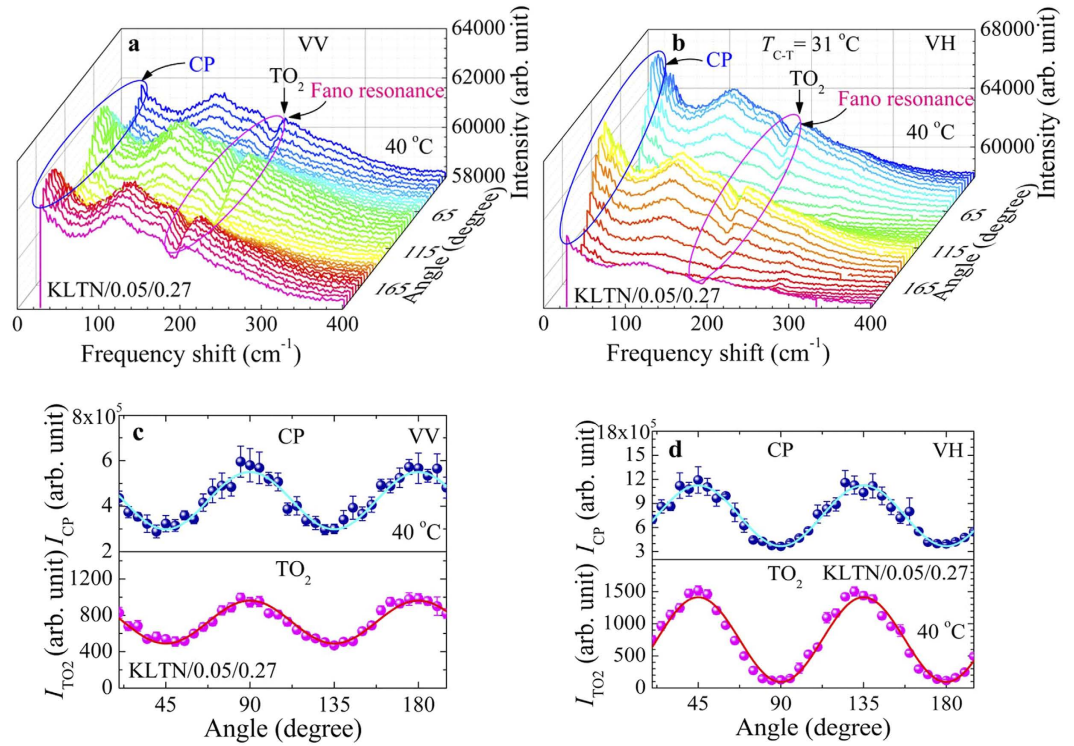 a
VV
CP
TO₂
Fano resonance
40 °C
KLTN/0.05/0.27
64000
62000
60000
58000
Intensity (arb. unit)
65
115
165
Angle (degree)
0
100
200
300
400
Frequency shift (cm⁻¹)
b
T_C-T = 31 °C
VH
CP
TO₂
Fano resonance
40 °C
KLTN/0.05/0.27
68000
64000
60000
Intensity (arb. unit)
65
115
165
Angle (degree)
0
100
200
300
400
Frequency shift (cm⁻¹)
c
CP
VV
8x10⁵
6
4
2
I_CP (arb. unit)
40 °C
TO₂
1200
800
400
0
I_TO2 (arb. unit)
KLTN/0.05/0.27
45
90
135
180
Angle (degree)
d
CP
VH
18x10⁵
15
12
9
6
3
I_CP (arb. unit)
TO₂
KLTN/0.05/0.27
40 °C
1500
1000
500
0
I_TO2 (arb. unit)
45
90
135
180
Angle (degree)